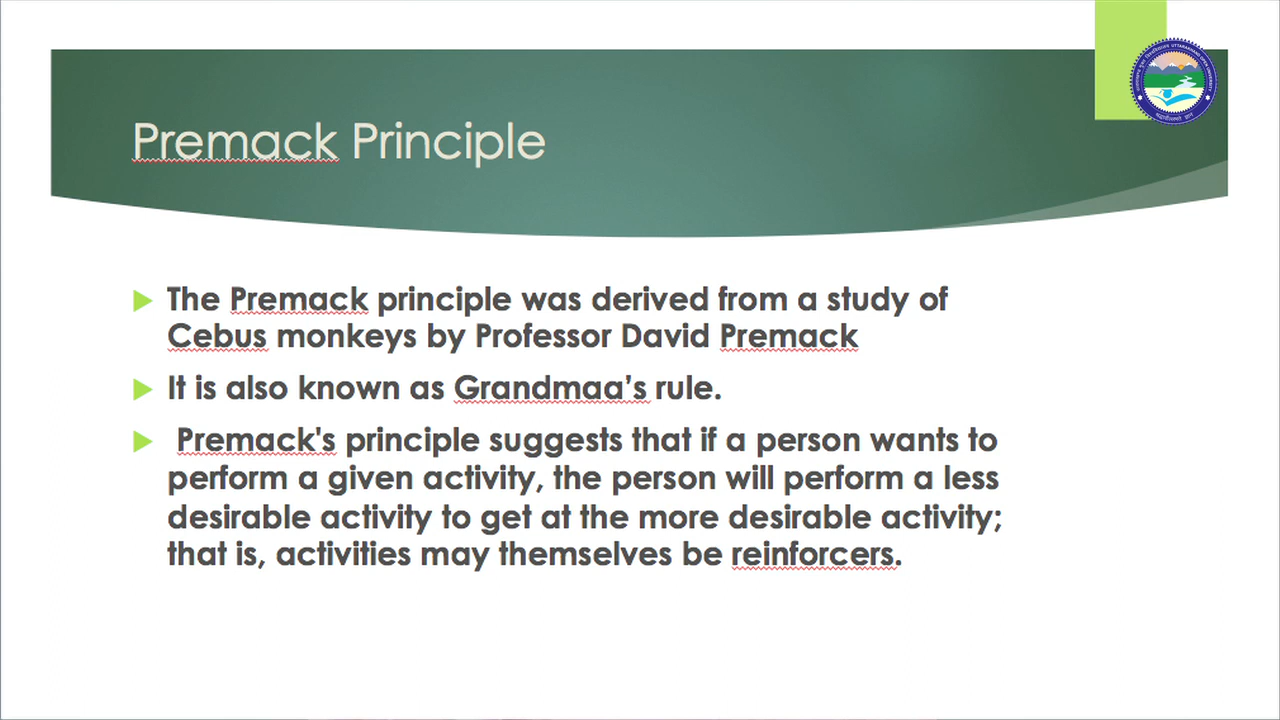 Premack Principle
The Premack principle was derived from a study of
Cebus monkeys by Professor David Premack
It is also known as Grandmaa’s rule.
Premack's principle suggests that if a person wants to
perform a given activity, the person will perform a less
desirable activity to get at the more desirable activity;
that is, activities may themselves be reinforcers.